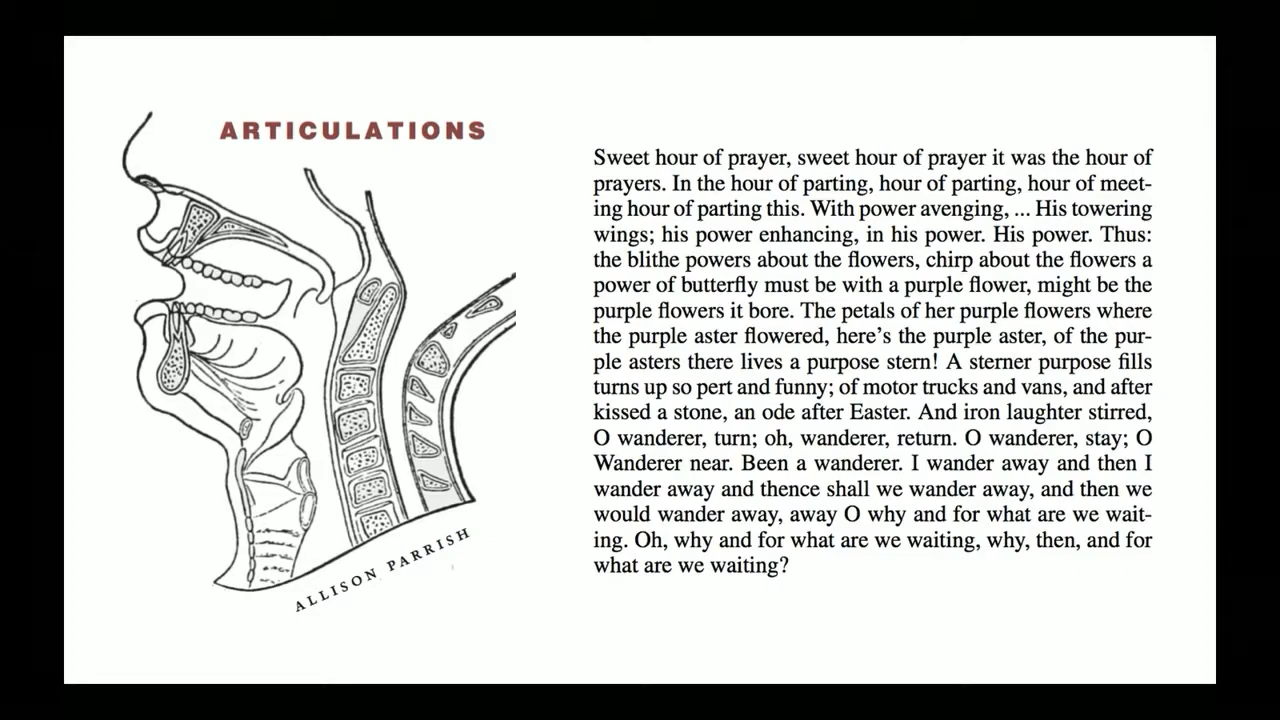 ARTICULATIONS
ALLISON PARRISH
Sweet hour of prayer, sweet hour of prayer it was the hour of
prayers. In the hour of parting, hour of parting, hour of meet-
ing hour of parting this. With power avenging, ... His towering
wings; his power enhancing, in his power. His power. Thus:
the blithe powers about the flowers, chirp about the flowers a
power of butterfly must be with a purple flower, might be the
purple flowers it bore. The petals of her purple flowers where
the purple aster flowered, here’s the purple aster, of the pur-
ple asters there lives a purpose stern! A sterner purpose fills
turns up so pert and funny; of motor trucks and vans, and after
kissed a stone, an ode after Easter. And iron laughter stirred,
O wanderer, turn; oh, wanderer, return. O wanderer, stay; O
Wanderer near. Been a wanderer. I wander away and then I
wander away and thence shall we wander away, and then we
would wander away, away O why and for what are we wait-
ing. Oh, why and for what are we waiting, why, then, and for
what are we waiting?